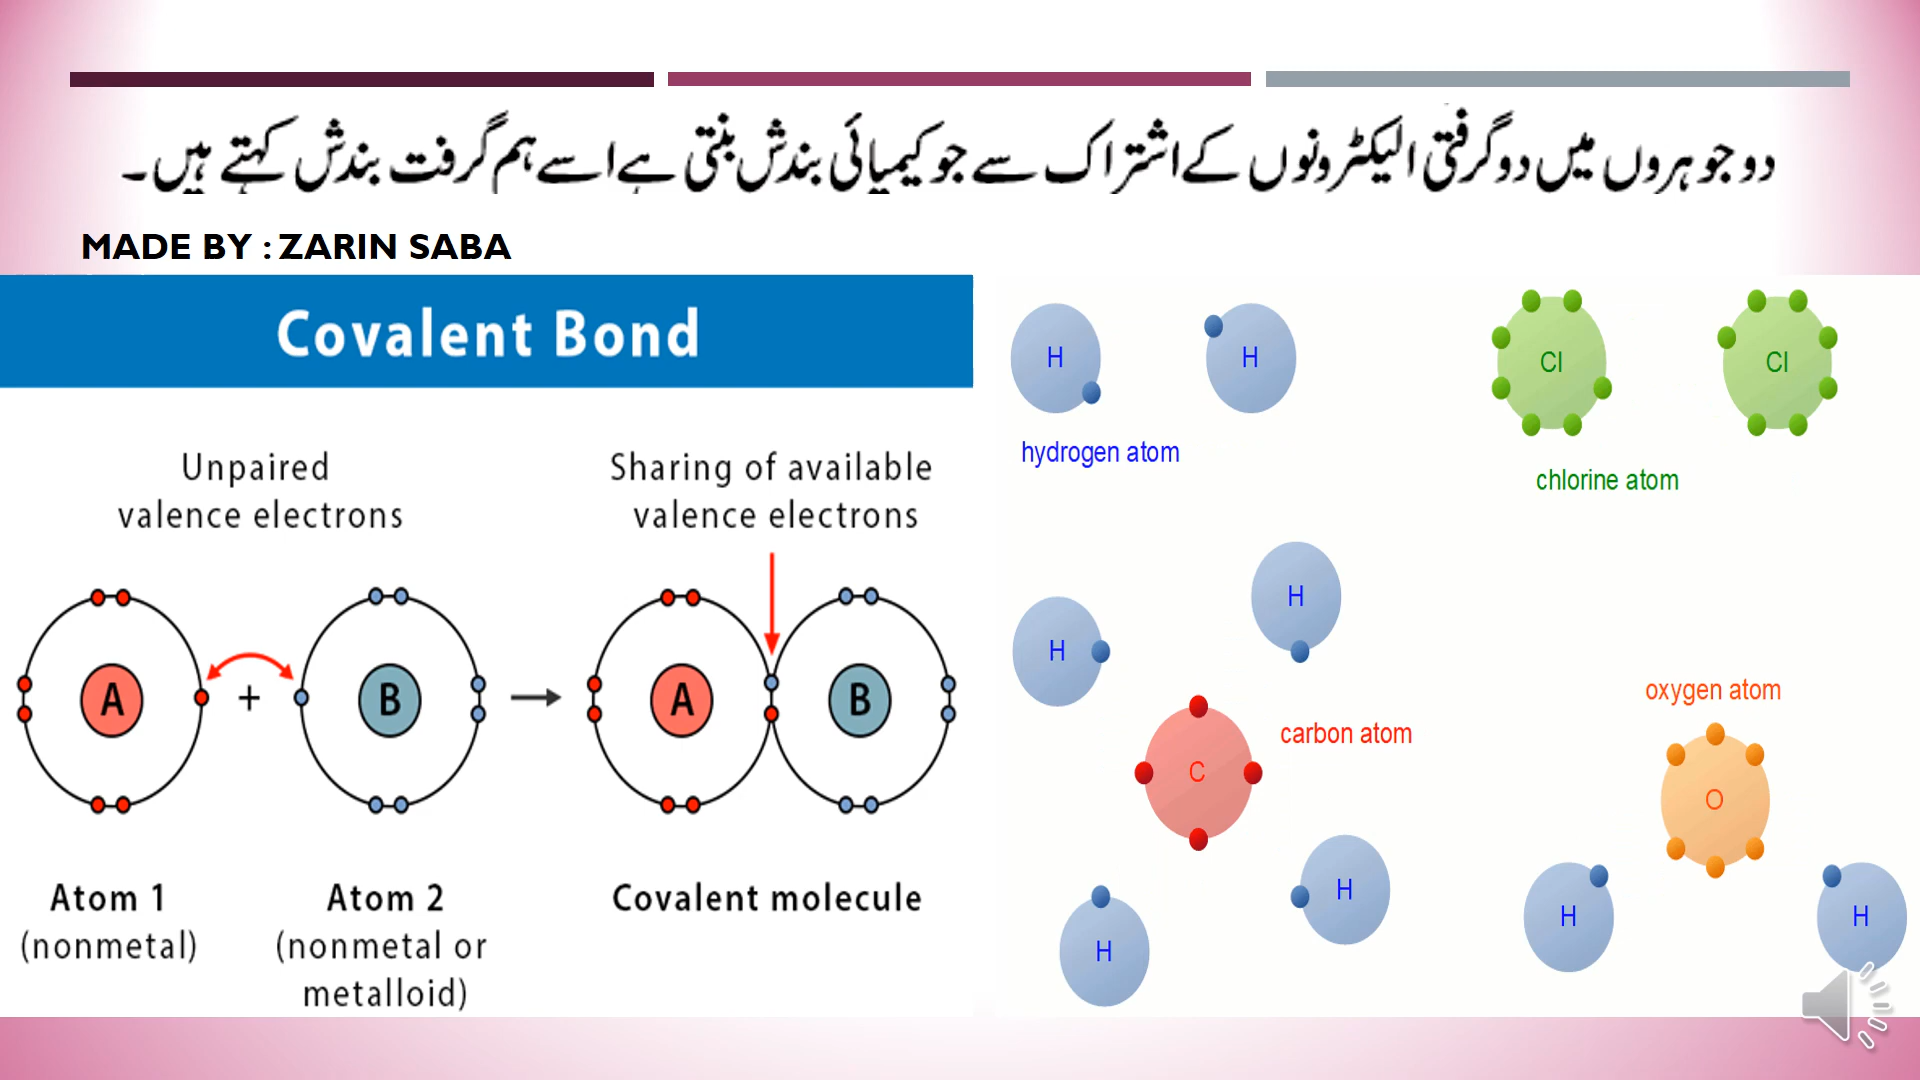 دو جوہروں میں دو گرفتی الیکٹرونوں کے اشتراک سے جو کیمیائی بندش بنتی ہے اسے ہم گرفت بندش کہتے ہیں۔
MADE BY : ZARIN SABA
Covalent Bond
Unpaired
valence electrons
Sharing of available
valence electrons
A
+
B
A
B
Atom 1
(nonmetal)
Atom 2
(nonmetal or
metalloid)
Covalent molecule
H
H
hydrogen atom
Cl
Cl
chlorine atom
H
H
C
carbon atom
H
H
oxygen atom
O
H
H